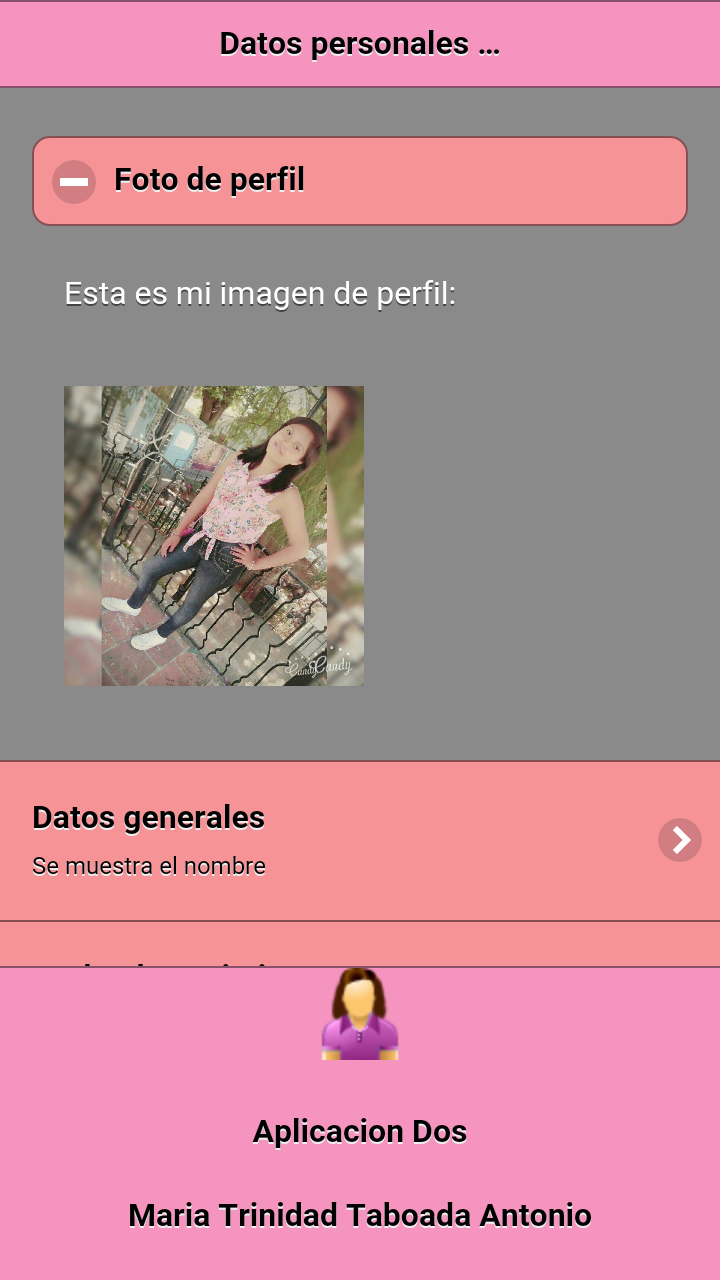 Datos personales ...
Foto de perfil
Esta es mi imagen de perfil:
CandyCandy
Datos generales
Se muestra el nombre
Aplicacion Dos
Maria Trinidad Taboada Antonio